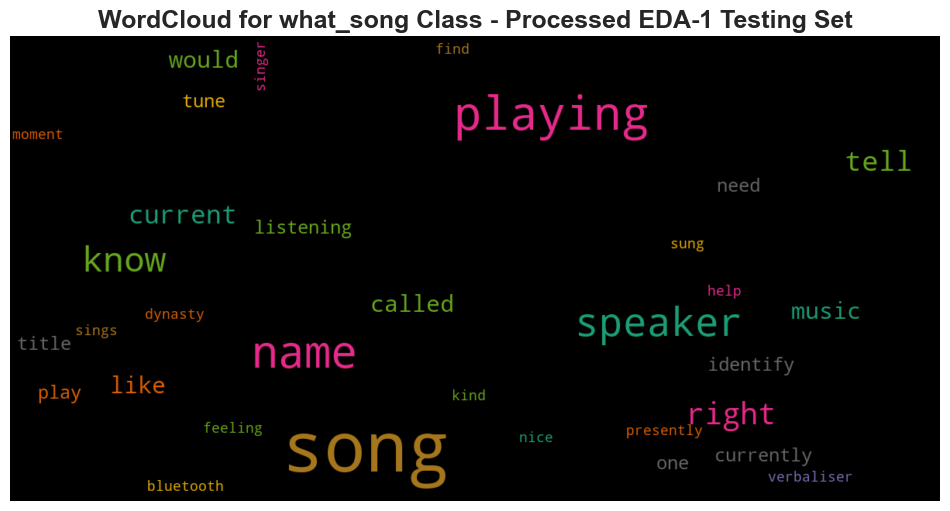 WordCloud for what_song Class - Processed EDA-1 Testing Set
would
singer
find
tune
playing
moment
tell
need
current
listening
sung
know
help
dynasty
called
music
sings
speaker
title
name
identify
play
like
kind
right
feeling
nice
presently
song
one
currently
verbaliser
bluetooth